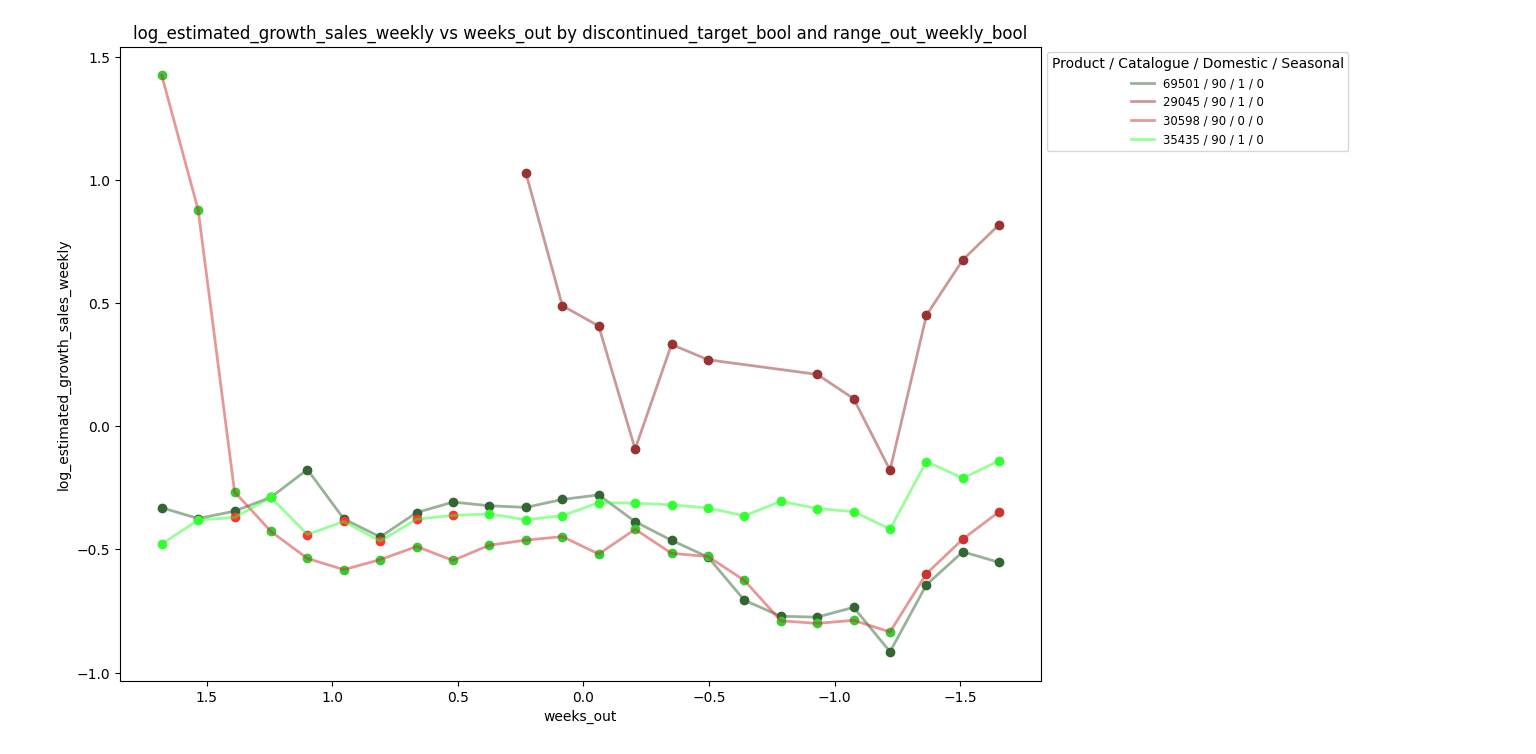 log_estimated_growth_sales_weekly vs weeks_out by discontinued_target_bool and range_out_weekly_bool
Product / Catalogue / Domestic / Seasonal
69501 / 90 / 1 / 0
29045 / 90 / 1 / 0
30598 / 90 / 0 / 0
35435 / 90 / 1 / 0
log_estimated_growth_sales_weekly
1.5
1.0
0.5
0.0
−0.5
−1.0
1.5
1.0
0.5
0.0
−0.5
−1.0
−1.5
weeks_out